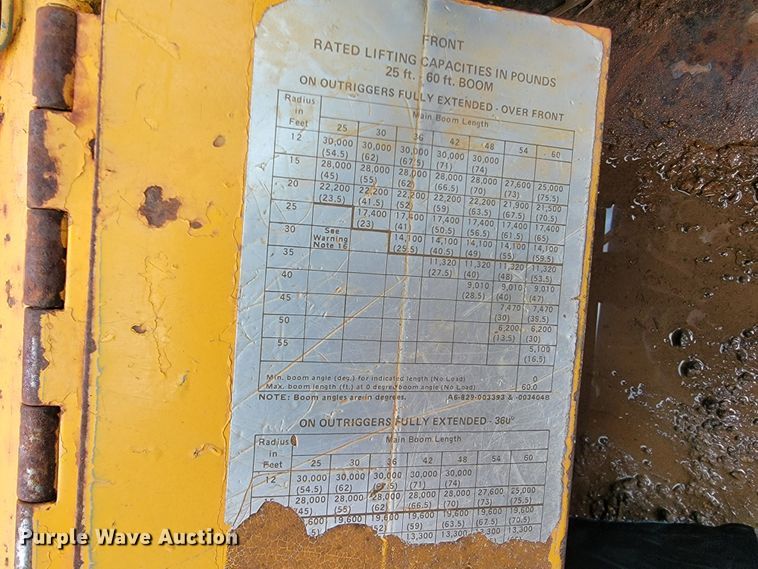 FRONT
RATED LIFTING CAPACITIES IN POUNDS
25 ft. - 60 ft. BOOM
ON OUTRIGGERS FULLY EXTENDED - OVER FRONT
Radius in Feet
Main Boom Length
25 30 36 42 48 54 60
12 30,000 30,000 30,000 30,000 30,000
(54.5) (62) (67.5) (71) (74)
15 28,000 28,000 28,000 28,000 28,000 27,600 25,000
(45) (55) (62) (66.5) (70) (73) (75.5)
20 22,200 22,200 22,200 22,200 22,200 21,900 21,500
(23.5) (41.5) (52) (59) (63.5) (67.5) (70.5)
25 17,400 17,400 17,400 17,400 17,400 17,400
(23) (41) (50.5) (56.5) (61.5) (65)
30 See Warning Note 16 14,100 14,100 14,100 14,100 14,100
(25.5) (40.5) (49) (55) (59.5)
35 11,320 11,320 11,320 11,320
(27.5) (40) (48) (53.5)
40 9,010 9,010 9,010
(28.5) (40) (47)
45 7,470 7,470
(30) (39.5)
50 6,200 6,200
(13.5) (30)
55 5,100
(16.5)
Min. boom angle (deg.) for indicated length (No Load) 0
Max. boom length (ft.) at 0 degree boom angle (No Load) 60.0
NOTE: Boom angles are in degrees. A6-829-003393 & -003404B
ON OUTRIGGERS FULLY EXTENDED - 360°
Radius in Feet
Main Boom Length
25 30 36 42 48 54 60
12 30,000 30,000 30,000 30,000 30,000
(54.5) (62) (67.5) (71) (74)
28,000 28,000 28,000 28,000 28,000 27,600 25,000
(55) (62) (66.5) (70) (73) (75.5)
19,600 19,600 19,600 19,600 19,600 19,600
(59) (63.5) (67.5) (70.5)
13,300 13,300 13,300 13,300
Purple Wave Auction